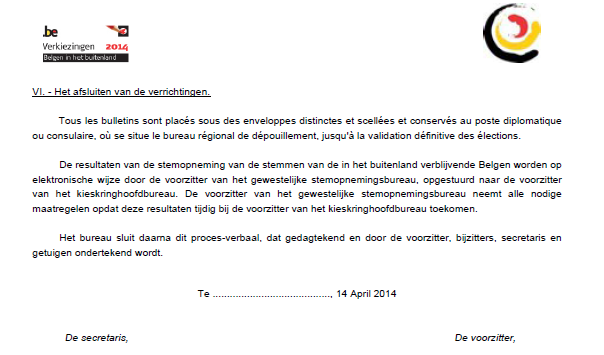 .be
Verkiezingen 2014
Belgen in het buitenland
VI. - Het afsluiten van de verrichtingen.
Tous les bulletins sont placés sous des enveloppes distinctes et scellées et conservés au poste diplomatique
ou consulaire, où se situe le bureau régional de dépouillement, jusqu'à la validation définitive des élections.
De resultaten van de stemopneming van de stemmen van de in het buitenland verblijvende Belgen worden op
elektronische wijze door de voorzitter van het gewestelijke stemopnemingsbureau, opgestuurd naar de voorzitter
van het kieskringhoofdbureau. De voorzitter van het gewestelijk stemopnemingsbureau neemt alle nodige
maatregelen opdat deze resultaten tijdig bij de voorzitter van het kieskringhoofdbureau toekomen.
Het bureau sluit daarna dit proces-verbaal, dat gedagtekend en door de voorzitter, bijzitters, secretaris en
getuigen ondertekend wordt.
Te ........................................., 14 April 2014
De secretaris, De voorzitter,